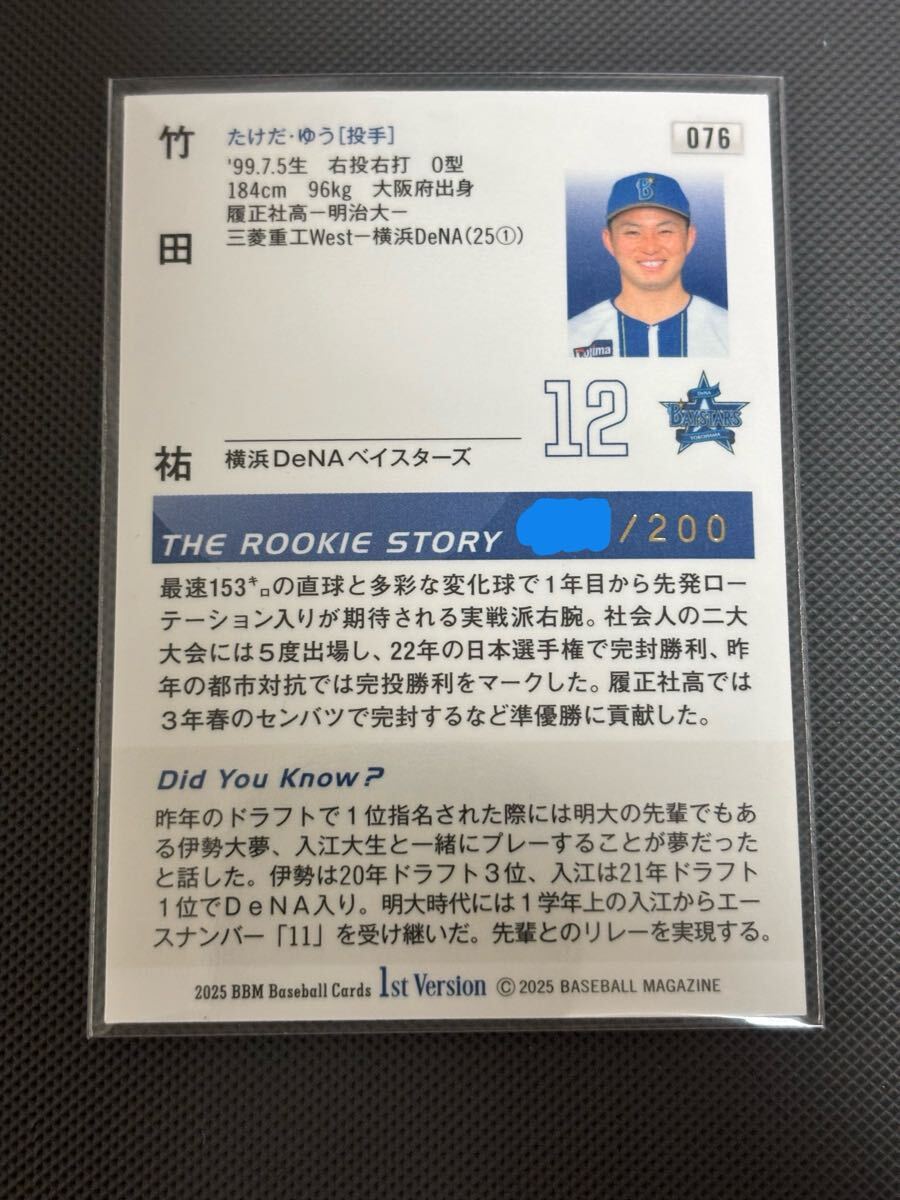 竹田祐
たけだ・ゆう[投手]
'99.7.5生 右投右打 O型
184cm 96kg 大阪府出身
履正社高ー明治大ー
三菱重工Westー横浜DeNA(25①)
076
B
Kojima
12
DeNA
BAYSTARS
YOKOHAMA
横浜DeNAベイスターズ
THE ROOKIE STORY /200
最速153㌔の直球と多彩な変化球で1年目から先発ロー
テーション入りが期待される実戦派右腕。社会人の二大
大会には5度出場し、22年の日本選手権で完封勝利、昨
年の都市対抗では完投勝利をマークした。履正社高では
3年春のセンバツで完封するなど準優勝に貢献した。
Did You Know?
昨年のドラフトで1位指名された際には明大の先輩でもあ
る伊勢大夢、入江大生と一緒にプレーすることが夢だった
と話した。伊勢は20年ドラフト3位、入江は21年ドラフト
1位でDeNA入り。明大時代には1学年上の入江からエー
スナンバー「11」を受け継いだ。先輩とのリレーを実現する。
2025 BBM Baseball Cards 1st Version © 2025 BASEBALL MAGAZINE